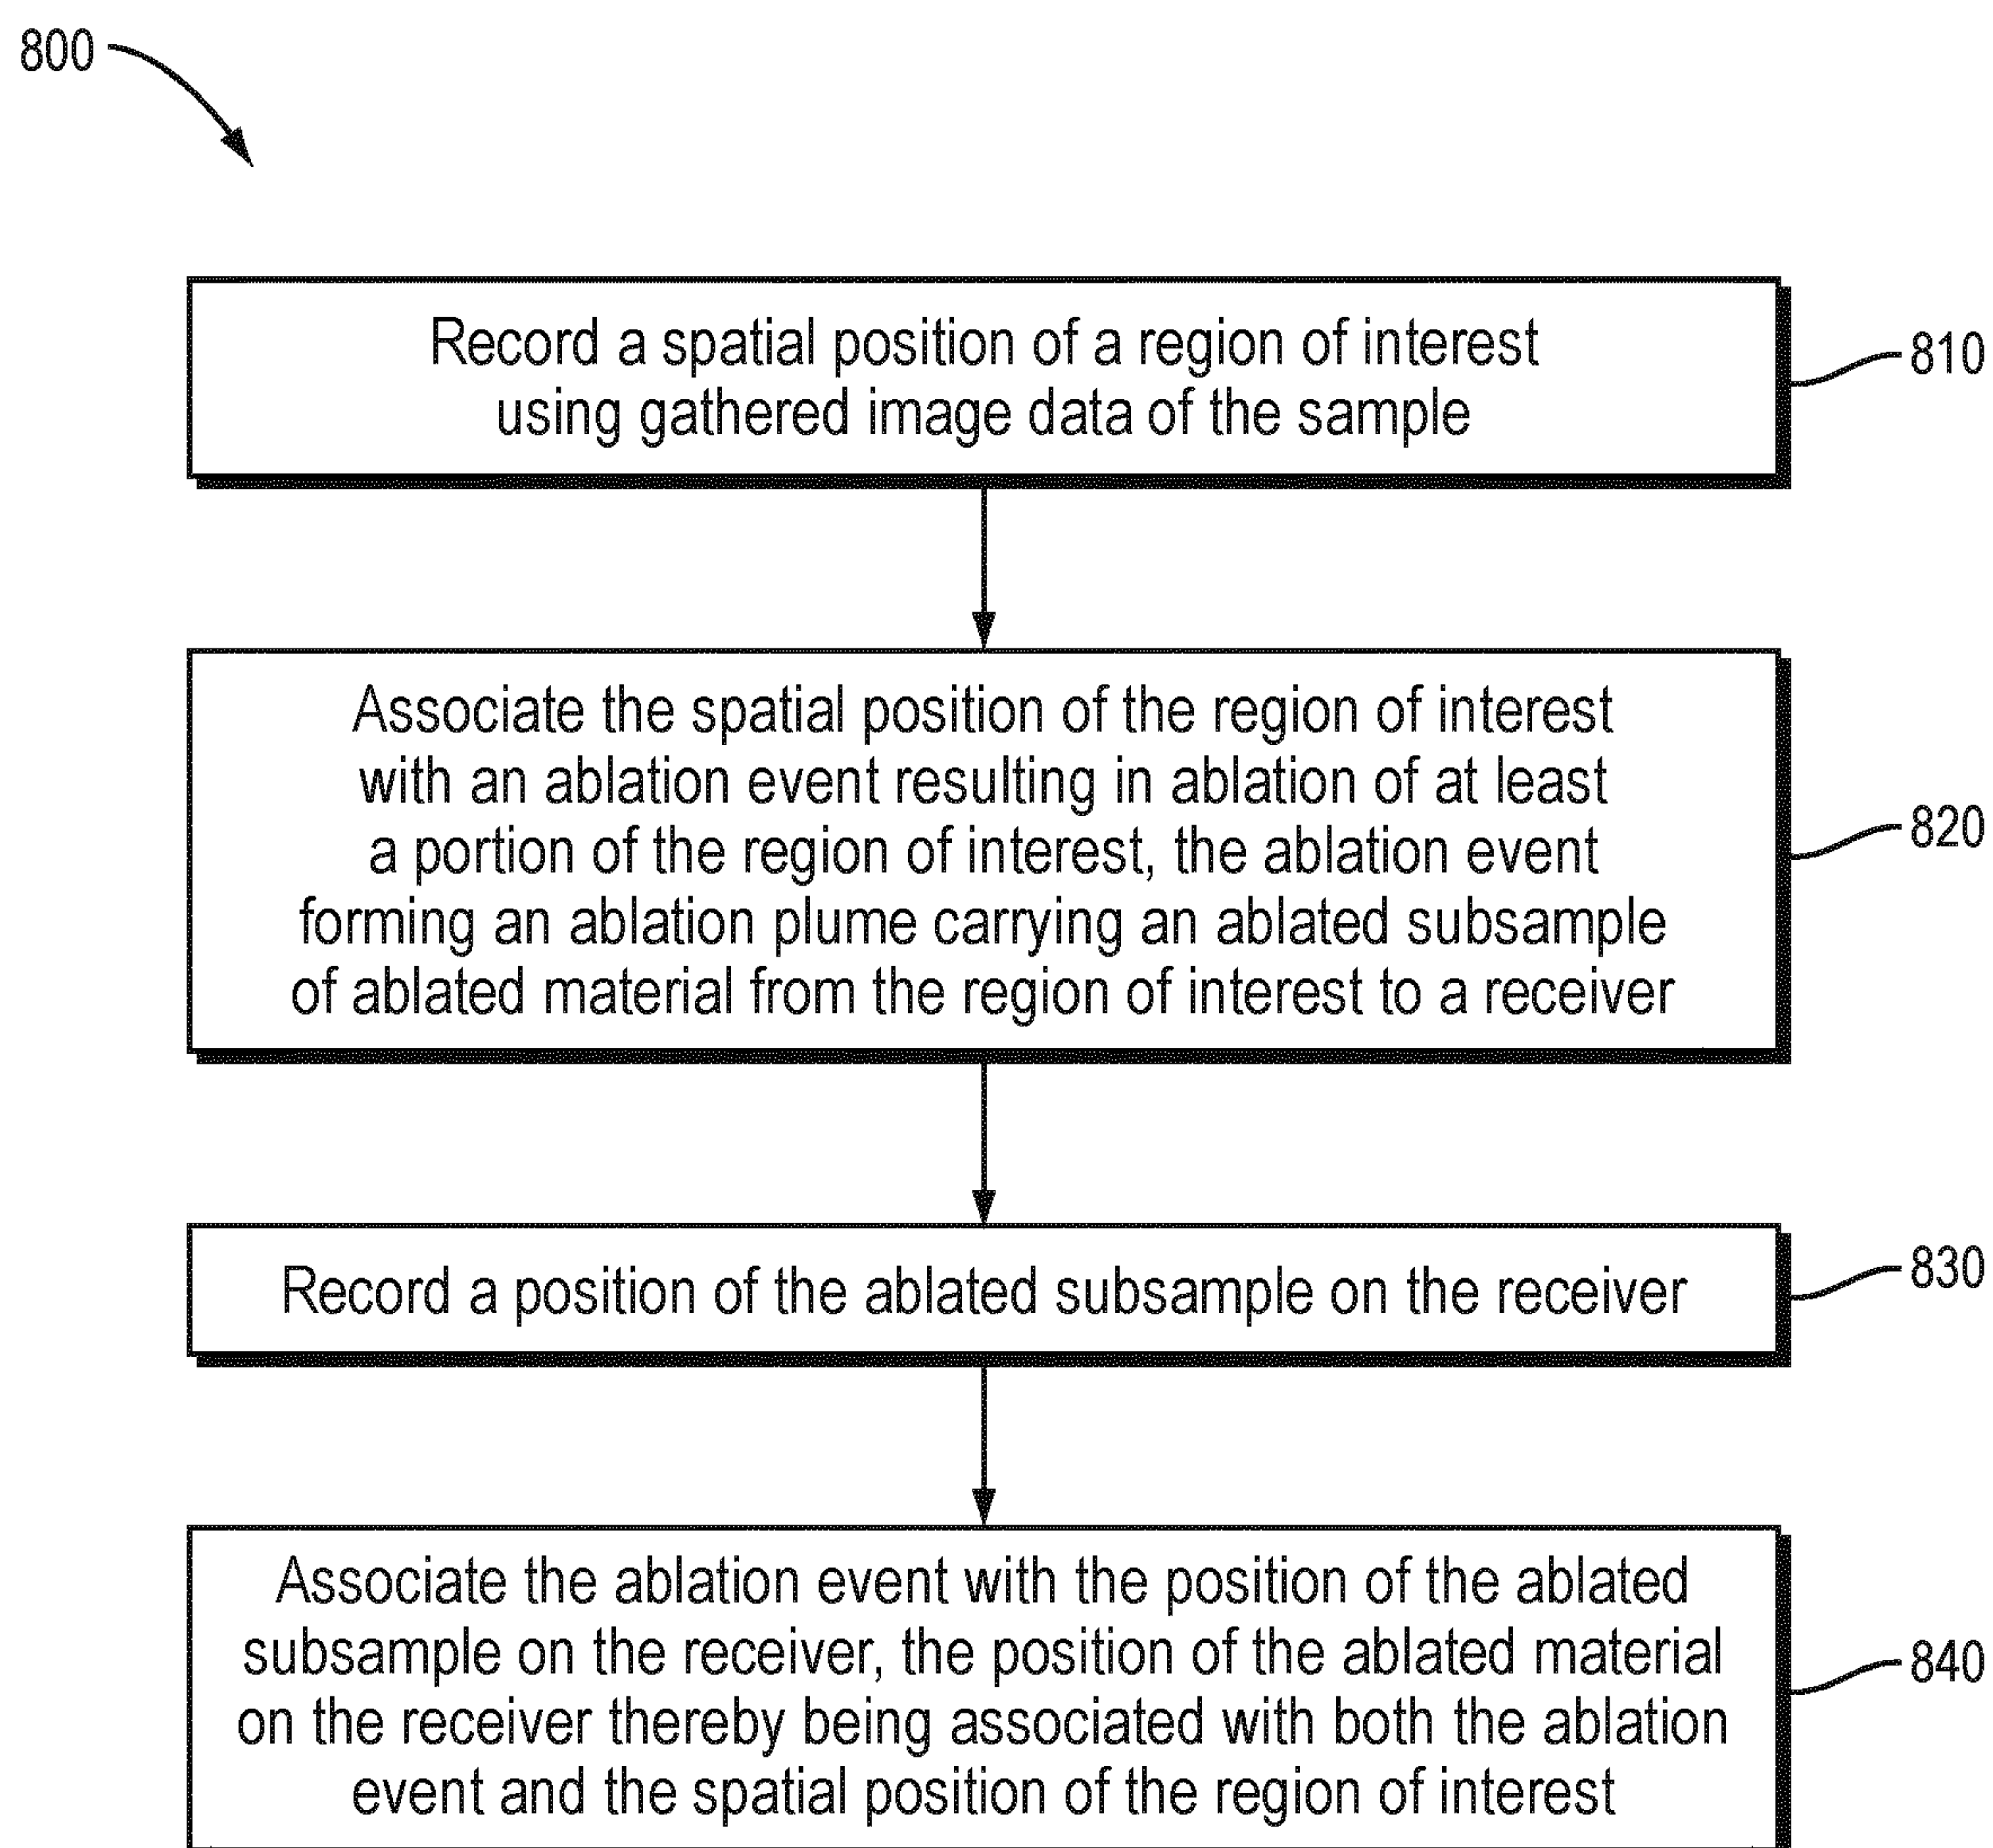 800
Record a spatial position of a region of interest
using gathered image data of the sample
810
Associate the spatial position of the region of interest
with an ablation event resulting in ablation of at least
a portion of the region of interest, the ablation event
forming an ablation plume carrying an ablated subsample
of ablated material from the region of interest to a receiver
820
Record a position of the ablated subsample on the receiver
830
Associate the ablation event with the position of the ablated
subsample on the receiver, the position of the ablated material
on the receiver thereby being associated with both the ablation
event and the spatial position of the region of interest
840